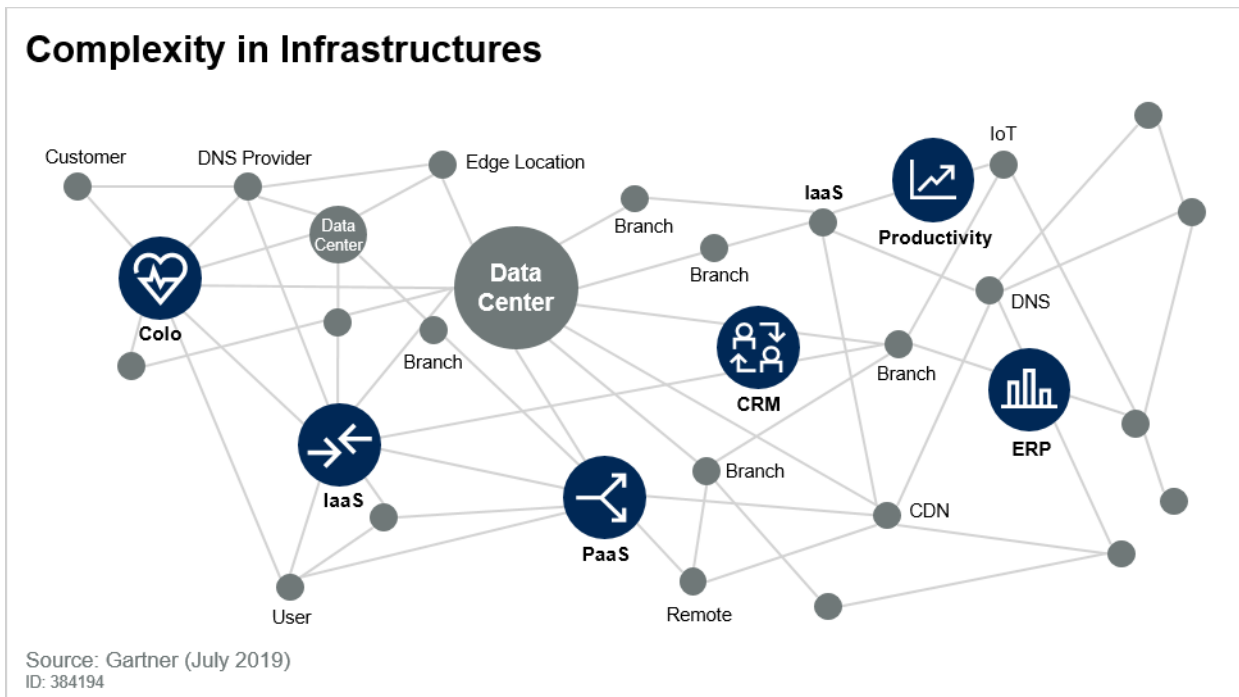 Complexity in Infrastructures
Customer
DNS Provider
Edge Location
IoT
IaaS
Data
Center
Branch
Productivity
Branch
Data
Center
DNS
Colo
Branch
Branch
CRM
ERP
Branch
IaaS
CDN
PaaS
User
Remote
Source: Gartner (July 2019)
ID: 384194